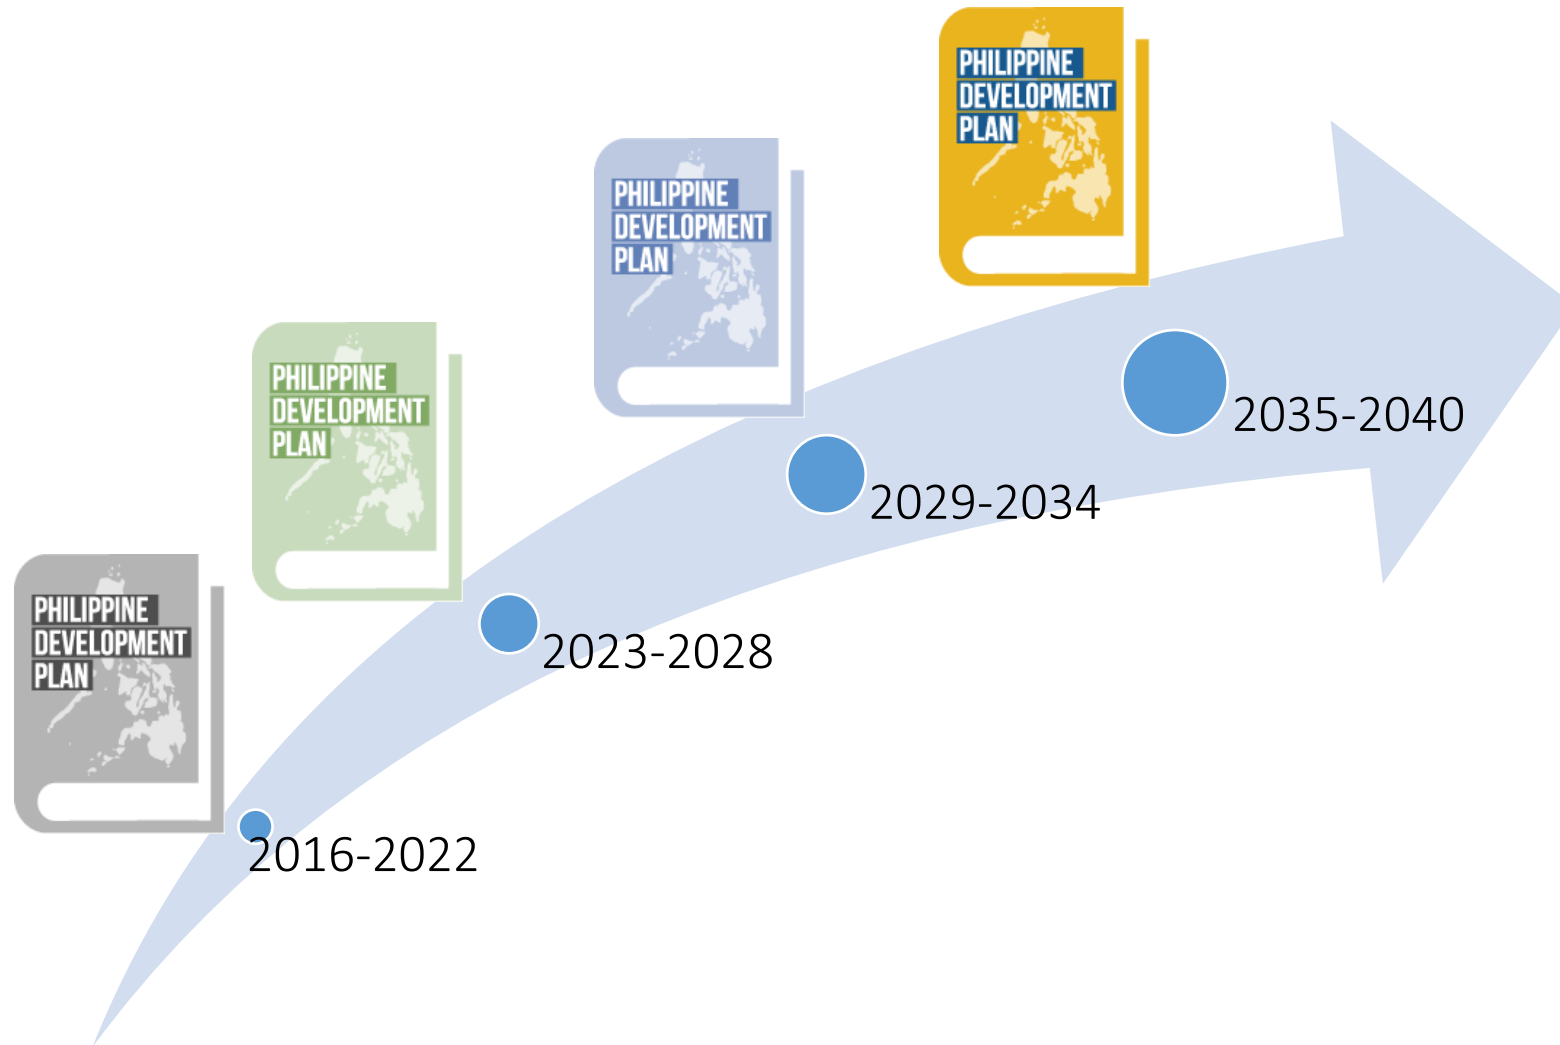 PHILIPPINE
DEVELOPMENT
PLAN
2016-2022
PHILIPPINE
DEVELOPMENT
PLAN
2023-2028
PHILIPPINE
DEVELOPMENT
PLAN
2029-2034
PHILIPPINE
DEVELOPMENT
PLAN
2035-2040